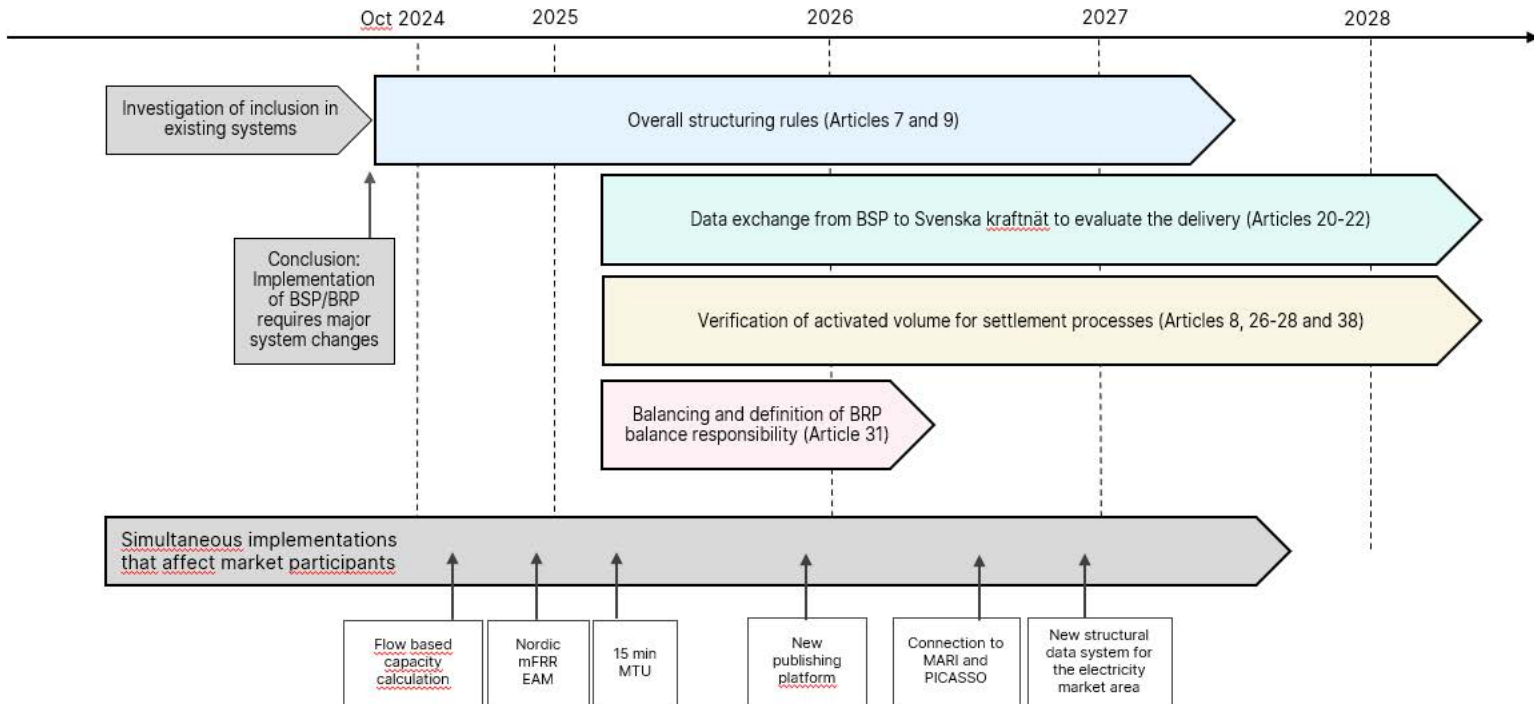 Oct 2024
2025
2026
2027
2028
Investigation of inclusion in
existing systems
Overall structuring rules (Articles 7 and 9)
Data exchange from BSP to Svenska kraftnät to evaluate the delivery (Articles 20-22)
Conclusion:
Implementation
of BSP/BRP
requires major
system changes
Verification of activated volume for settlement processes (Articles 8, 26-28 and 38)
Balancing and definition of BRP
balance responsibility (Article 31)
Simultaneous implementations
that affect market participants
Flow based
capacity
calculation
Nordic
mFRR
EAM
15 min
MTU
New
publishing
platform
Connection to
MARI and
PICASSO
New structural
data system for
the electricity
market area